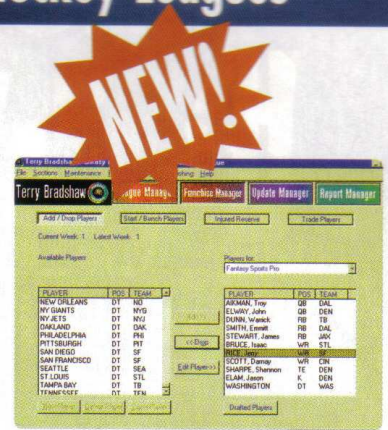 Hockey Leagues
NEW!
Terry Bradshaw
File Sections Maintenance Help
Terry Bradshaw League Manager Franchise Manager Update Manager Report Manager
Add / Drop Players Start / Bench Players Injured Reserve Trade Players
Current Week: 1 Latest Week: 1
Available Players
Players for:
Fantasy Sports Pro
PLAYER POS TEAM
NEW ORLEANS DT NO
NY GIANTS DT NYG
NY JETS DT NYJ
OAKLAND DT OAK
PHILADELPHIA DT PHI
PITTSBURGH DT PIT
SAN DIEGO DT SF
SAN FRANCISCO DT SF
SEATTLE DT SEA
ST.LOUIS DT STL
TAMPA BAY DT TB
TENNESSEE DT TEN
Add >>
<< Drop
Edit Player>>
PLAYER POS TEAM
AIKMAN, Troy QB DAL
ELWAY, John QB DEN
DUNN, Warrick RB TB
SMITH, Emmitt RB DAL
STEWART, James RB JAX
BRUCE, Isaac WR STL
RICE, Jerry WR SF
SCOTT, Darnay WR CIN
SHARPE, Shannon TE DEN
ELAM, Jason K DEN
WASHINGTON DT WAS
Drafted Players